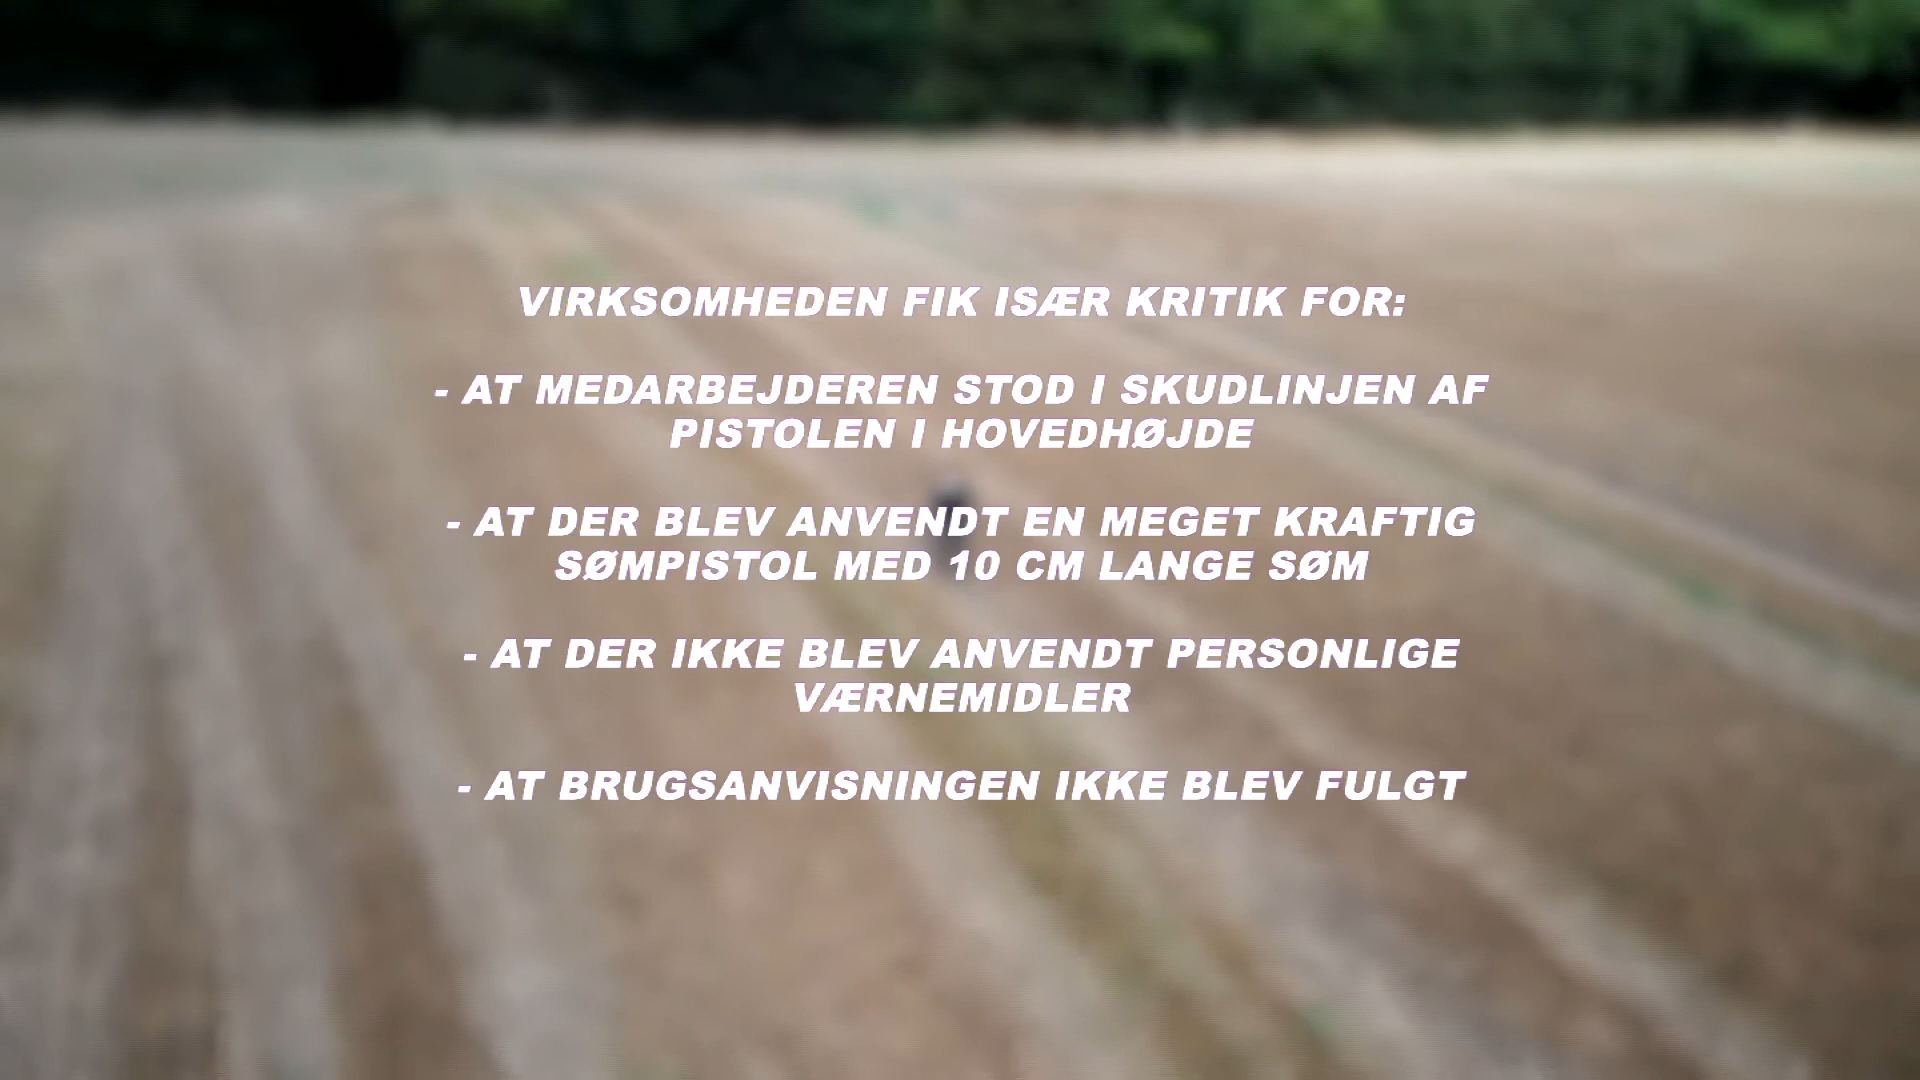 VIRKSOMHEDEN FIK ISÆR KRITIK FOR:
- AT MEDARBEJDEREN STOD I SKUDLINJEN AF
PISTOLEN I HOVEDHØJDE
- AT DER BLEV ANVENDT EN MEGET KRAFTIG
SØMPISTOL MED 10 CM LANGE SØM
- AT DER IKKE BLEV ANVENDT PERSONLIGE
VÆRNEMIDLER
- AT BRUGSANVISNINGEN IKKE BLEV FULGT